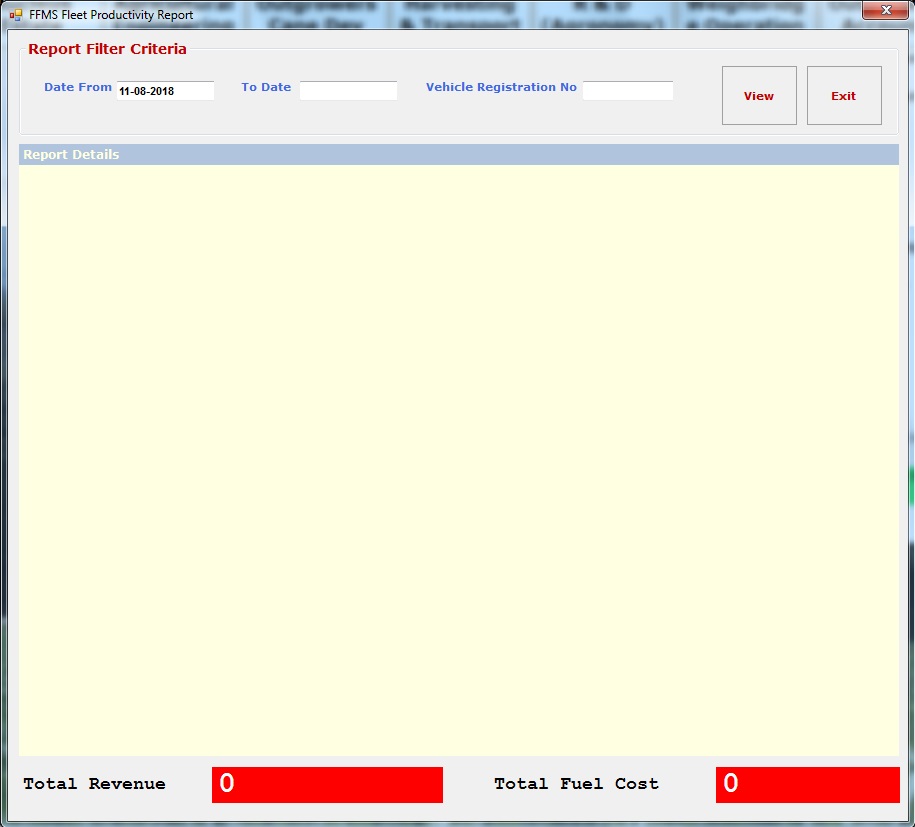 FFMS Fleet Productivity Report
Report Filter Criteria
Date From 11-08-2018 To Date Vehicle Registration No View Exit
Report Details
Total Revenue 0 Total Fuel Cost 0